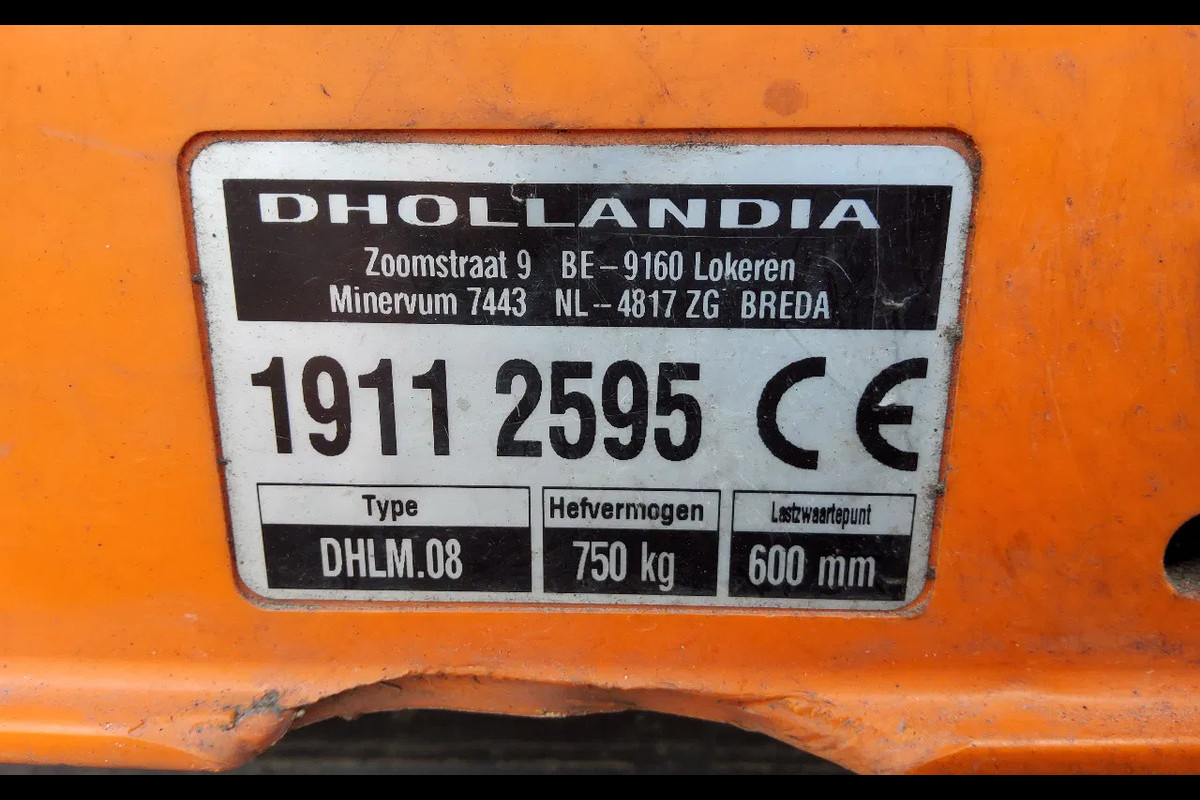 DHOLLANDIA
Zoomstraat 9 BE-9160 Lokeren
Minervum 7443 NL-4817 ZG BREDA
1911 2595 CE
Type Hefvermogen Lastzwaartepunt
DHLM.08 750 kg 600 mm